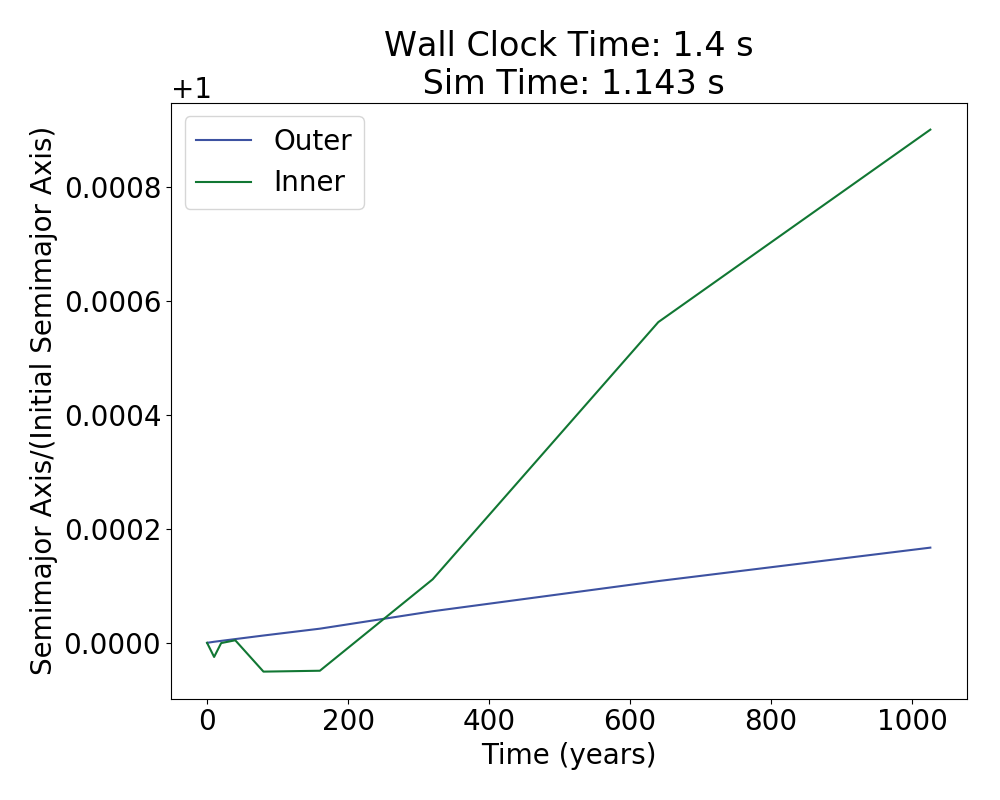 Wall Clock Time: 1.4 s
Sim Time: 1.143 s
+1
Outer
Inner
Semimajor Axis/(Initial Semimajor Axis)
0.0008
0.0006
0.0004
0.0002
0.0000
0 200 400 600 800 1000
Time (years)